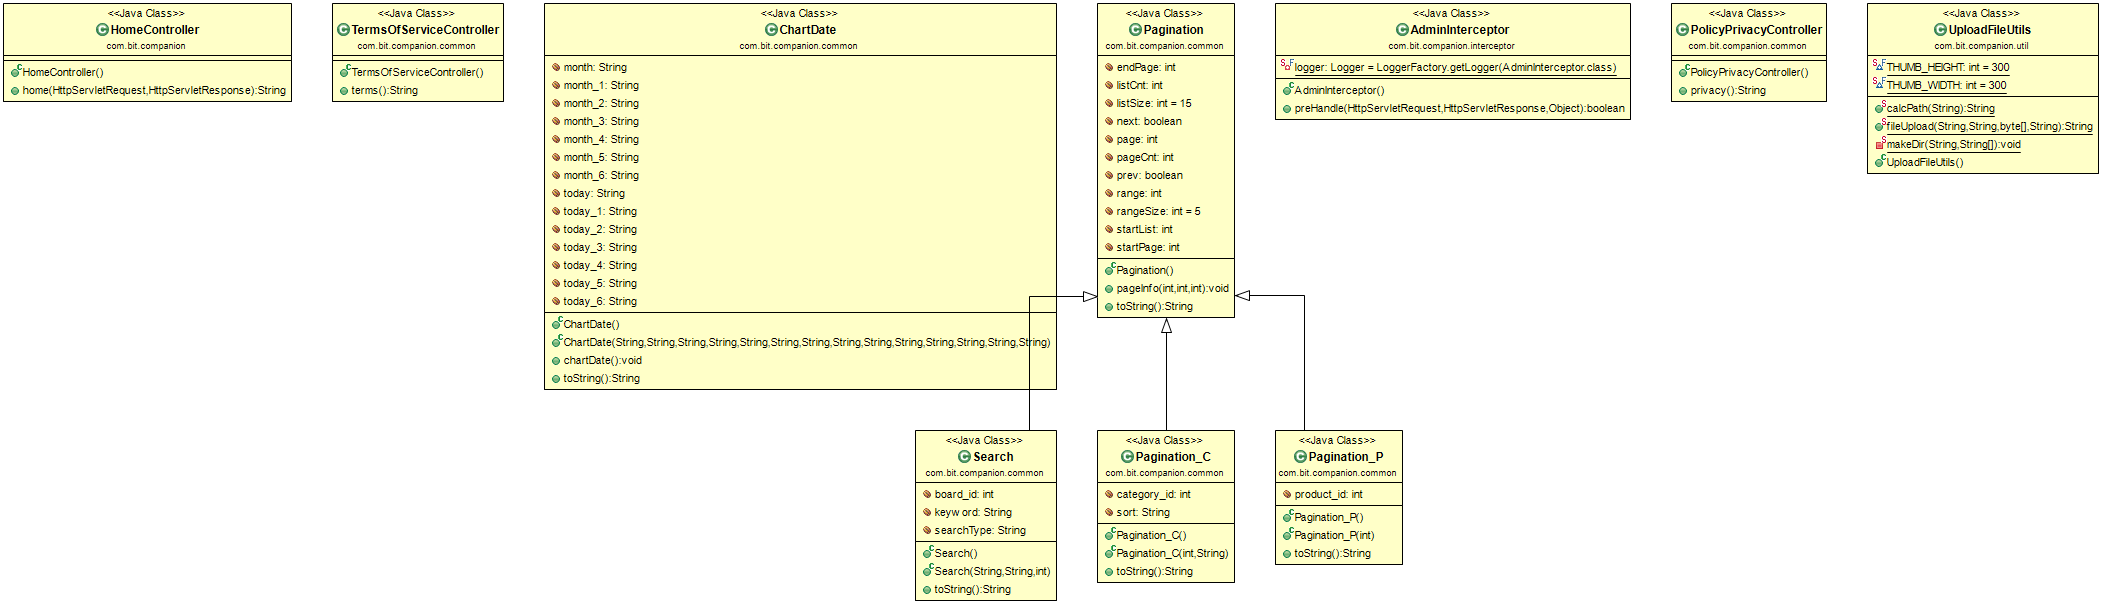 <<Java Class>>
HomeController
com.bit.companion
HomeController()
home(HttpServletRequest,HttpServletResponse):String
<<Java Class>>
TermsOfServiceController
com.bit.companion.common
TermsOfServiceController()
terms():String
<<Java Class>>
ChartDate
com.bit.companion.common
month: String
month_1: String
month_2: String
month_3: String
month_4: String
month_5: String
month_6: String
today: String
today_1: String
today_2: String
today_3: String
today_4: String
today_5: String
today_6: String
ChartDate()
ChartDate(String,String,String,String,String,String,String,String,String,String,String,String,String,String)
chartDate():void
toString():String
<<Java Class>>
Pagination
com.bit.companion.common
endPage: int
listCnt: int
listSize: int = 15
next: boolean
page: int
pageCnt: int
prev: boolean
range: int
rangeSize: int = 5
startList: int
startPage: int
Pagination()
pageInfo(int,int,int):void
toString():String
<<Java Class>>
AdminInterceptor
com.bit.companion.interceptor
logger: Logger = LoggerFactory.getLogger(AdminInterceptor.class)
AdminInterceptor()
preHandle(HttpServletRequest,HttpServletResponse,Object):boolean
<<Java Class>>
PolicyPrivacyController
com.bit.companion.common
PolicyPrivacyController()
privacy():String
<<Java Class>>
UploadFileUtils
com.bit.companion.util
THUMB_HEIGHT: int = 300
THUMB_WIDTH: int = 300
calcPath(String):String
fileUpload(String,String,byte[],String):String
makeDir(String,String[]):void
UploadFileUtils()
<<Java Class>>
Search
com.bit.companion.common
board_id: int
keyword: String
searchType: String
Search()
Search(String,String,int)
toString():String
<<Java Class>>
Pagination_C
com.bit.companion.common
category_id: int
sort: String
Pagination_C()
Pagination_C(int,String)
toString():String
<<Java Class>>
Pagination_P
com.bit.companion.common
product_id: int
Pagination_P()
Pagination_P(int)
toString():String